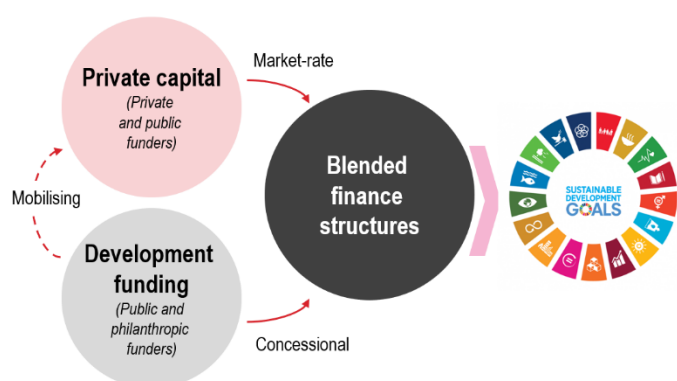 Private capital
(Private
and public
funders)
Market-rate
Mobilising
Blended
finance
structures
Development
funding
(Public and
philanthropic
funders)
Concessional
SUSTAINABLE
DEVELOPMENT
GOALS